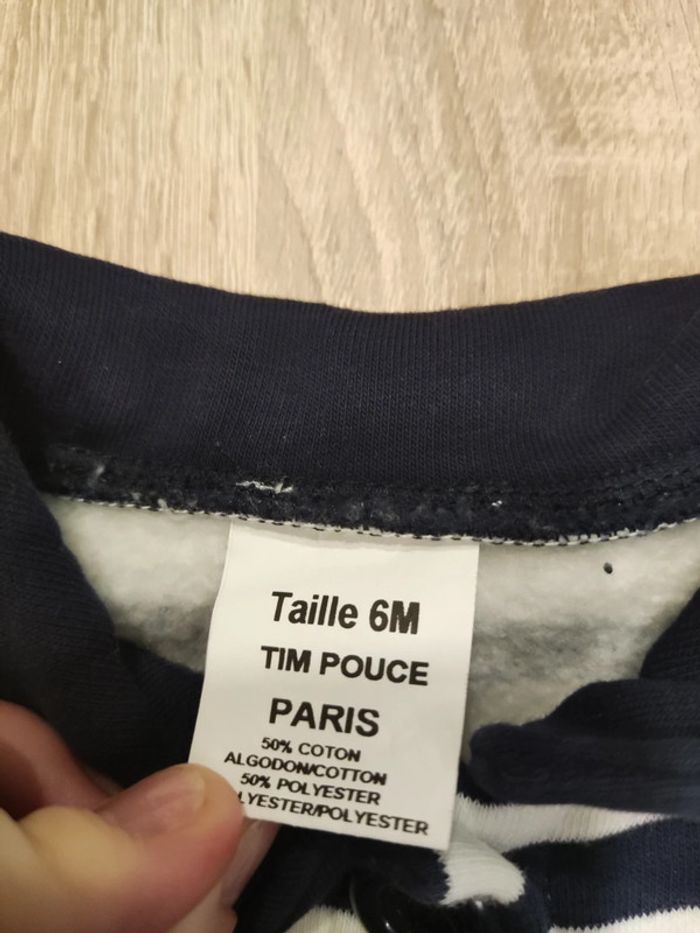 Taille 6M
TIM POUCE
PARIS
50% COTON
ALGODON/COTTON
50% POLYESTER
LYESTER/POLYESTER